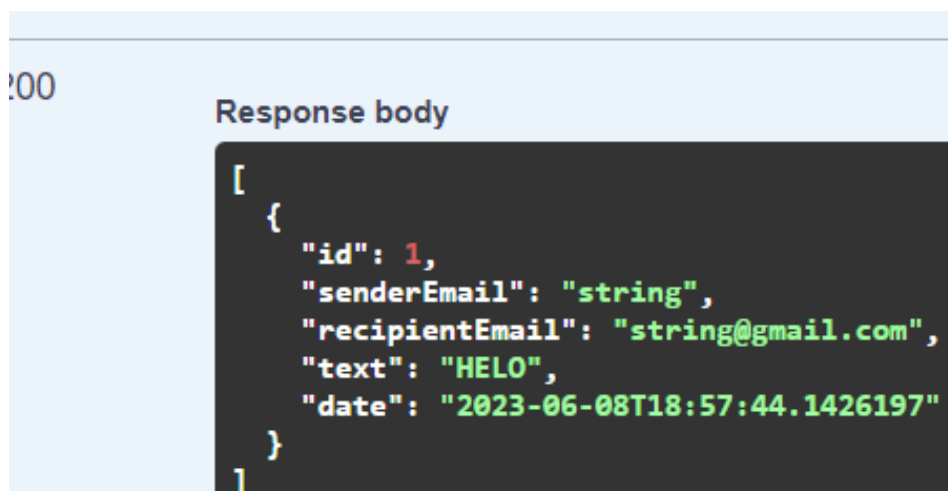 200
Response body
[
{
"id": 1,
"senderEmail": "string",
"recipientEmail": "string@gmail.com",
"text": "HELO",
"date": "2023-06-08T18:57:44.1426197"
}
]